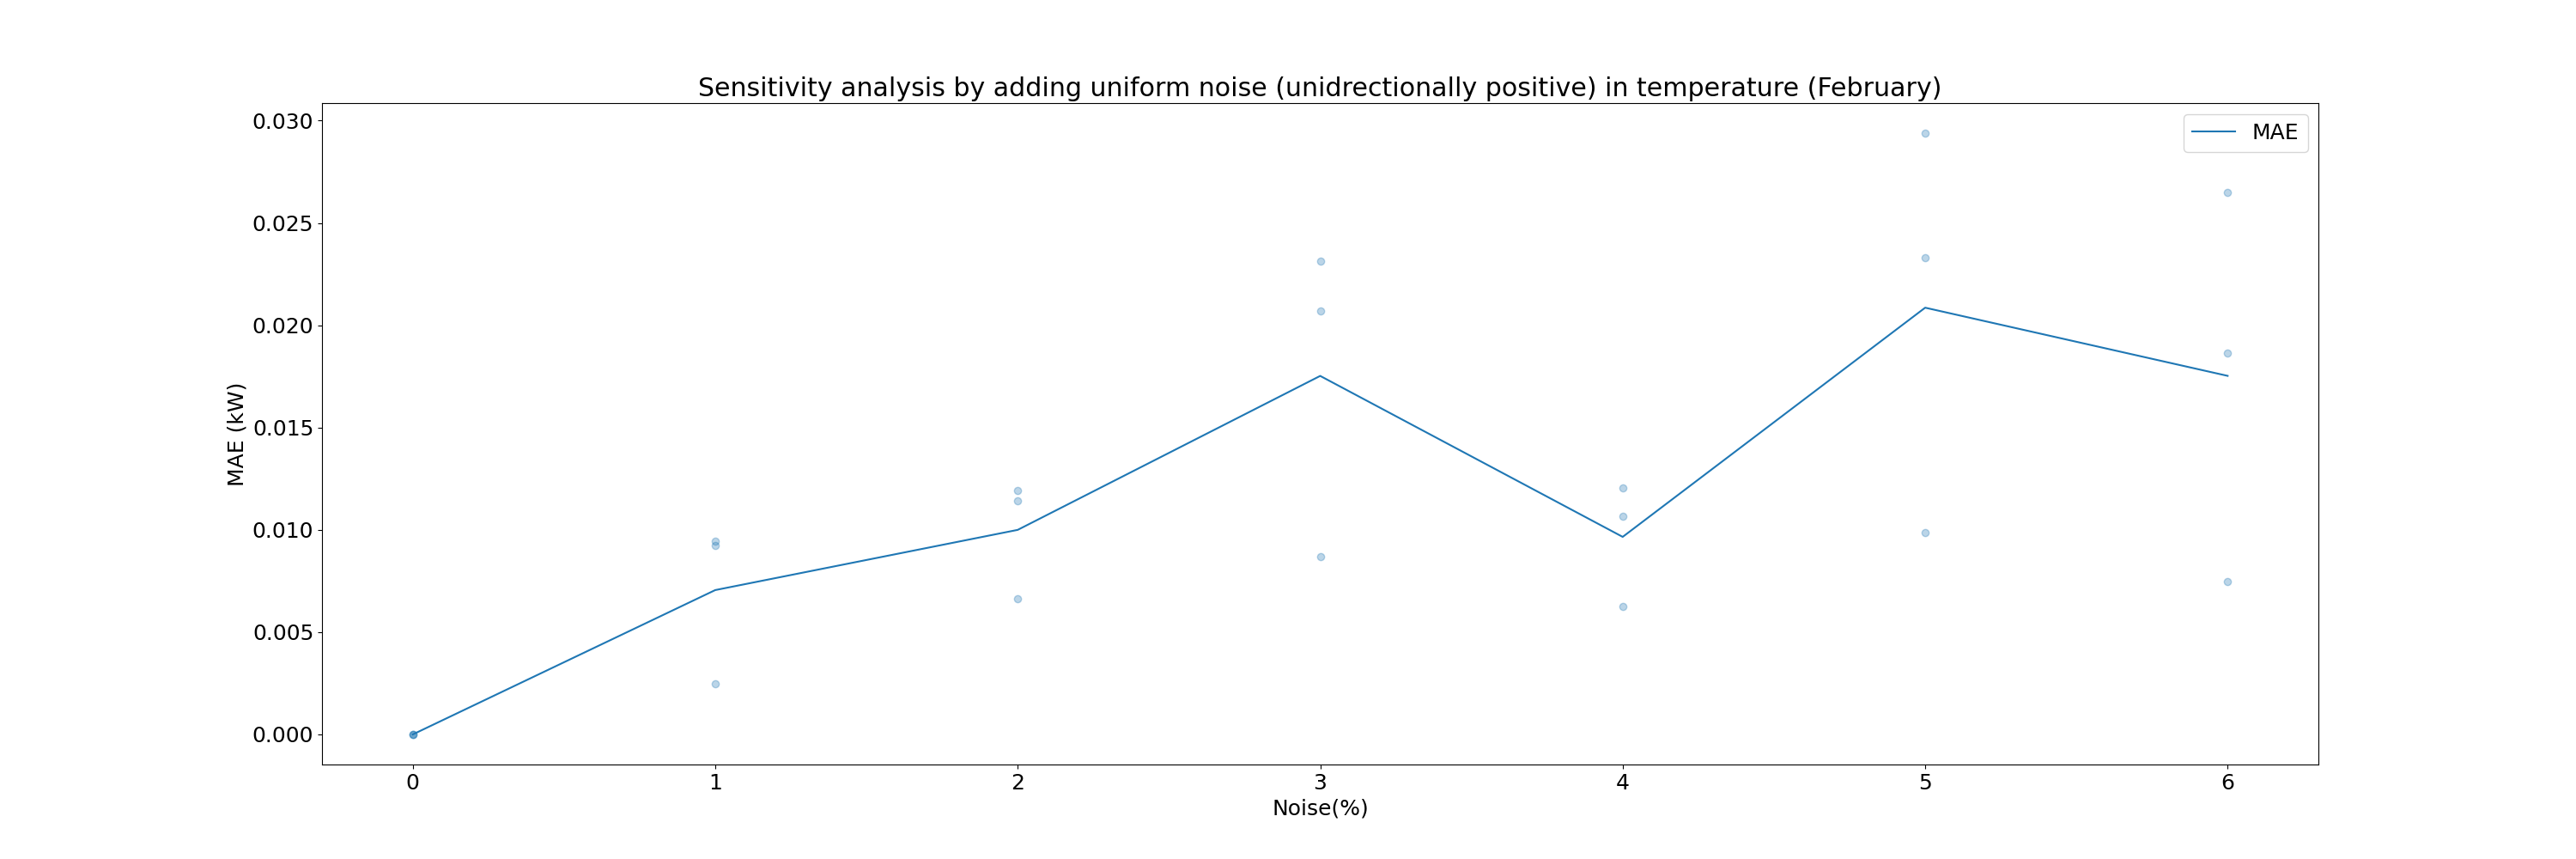 Sensitivity analysis by adding uniform noise (unidrectionally positive) in temperature (February)
MAE
0.030
0.025
0.020
0.015
0.010
0.005
0.000
MAE (kW)
0 1 2 3 4 5 6
Noise(%)